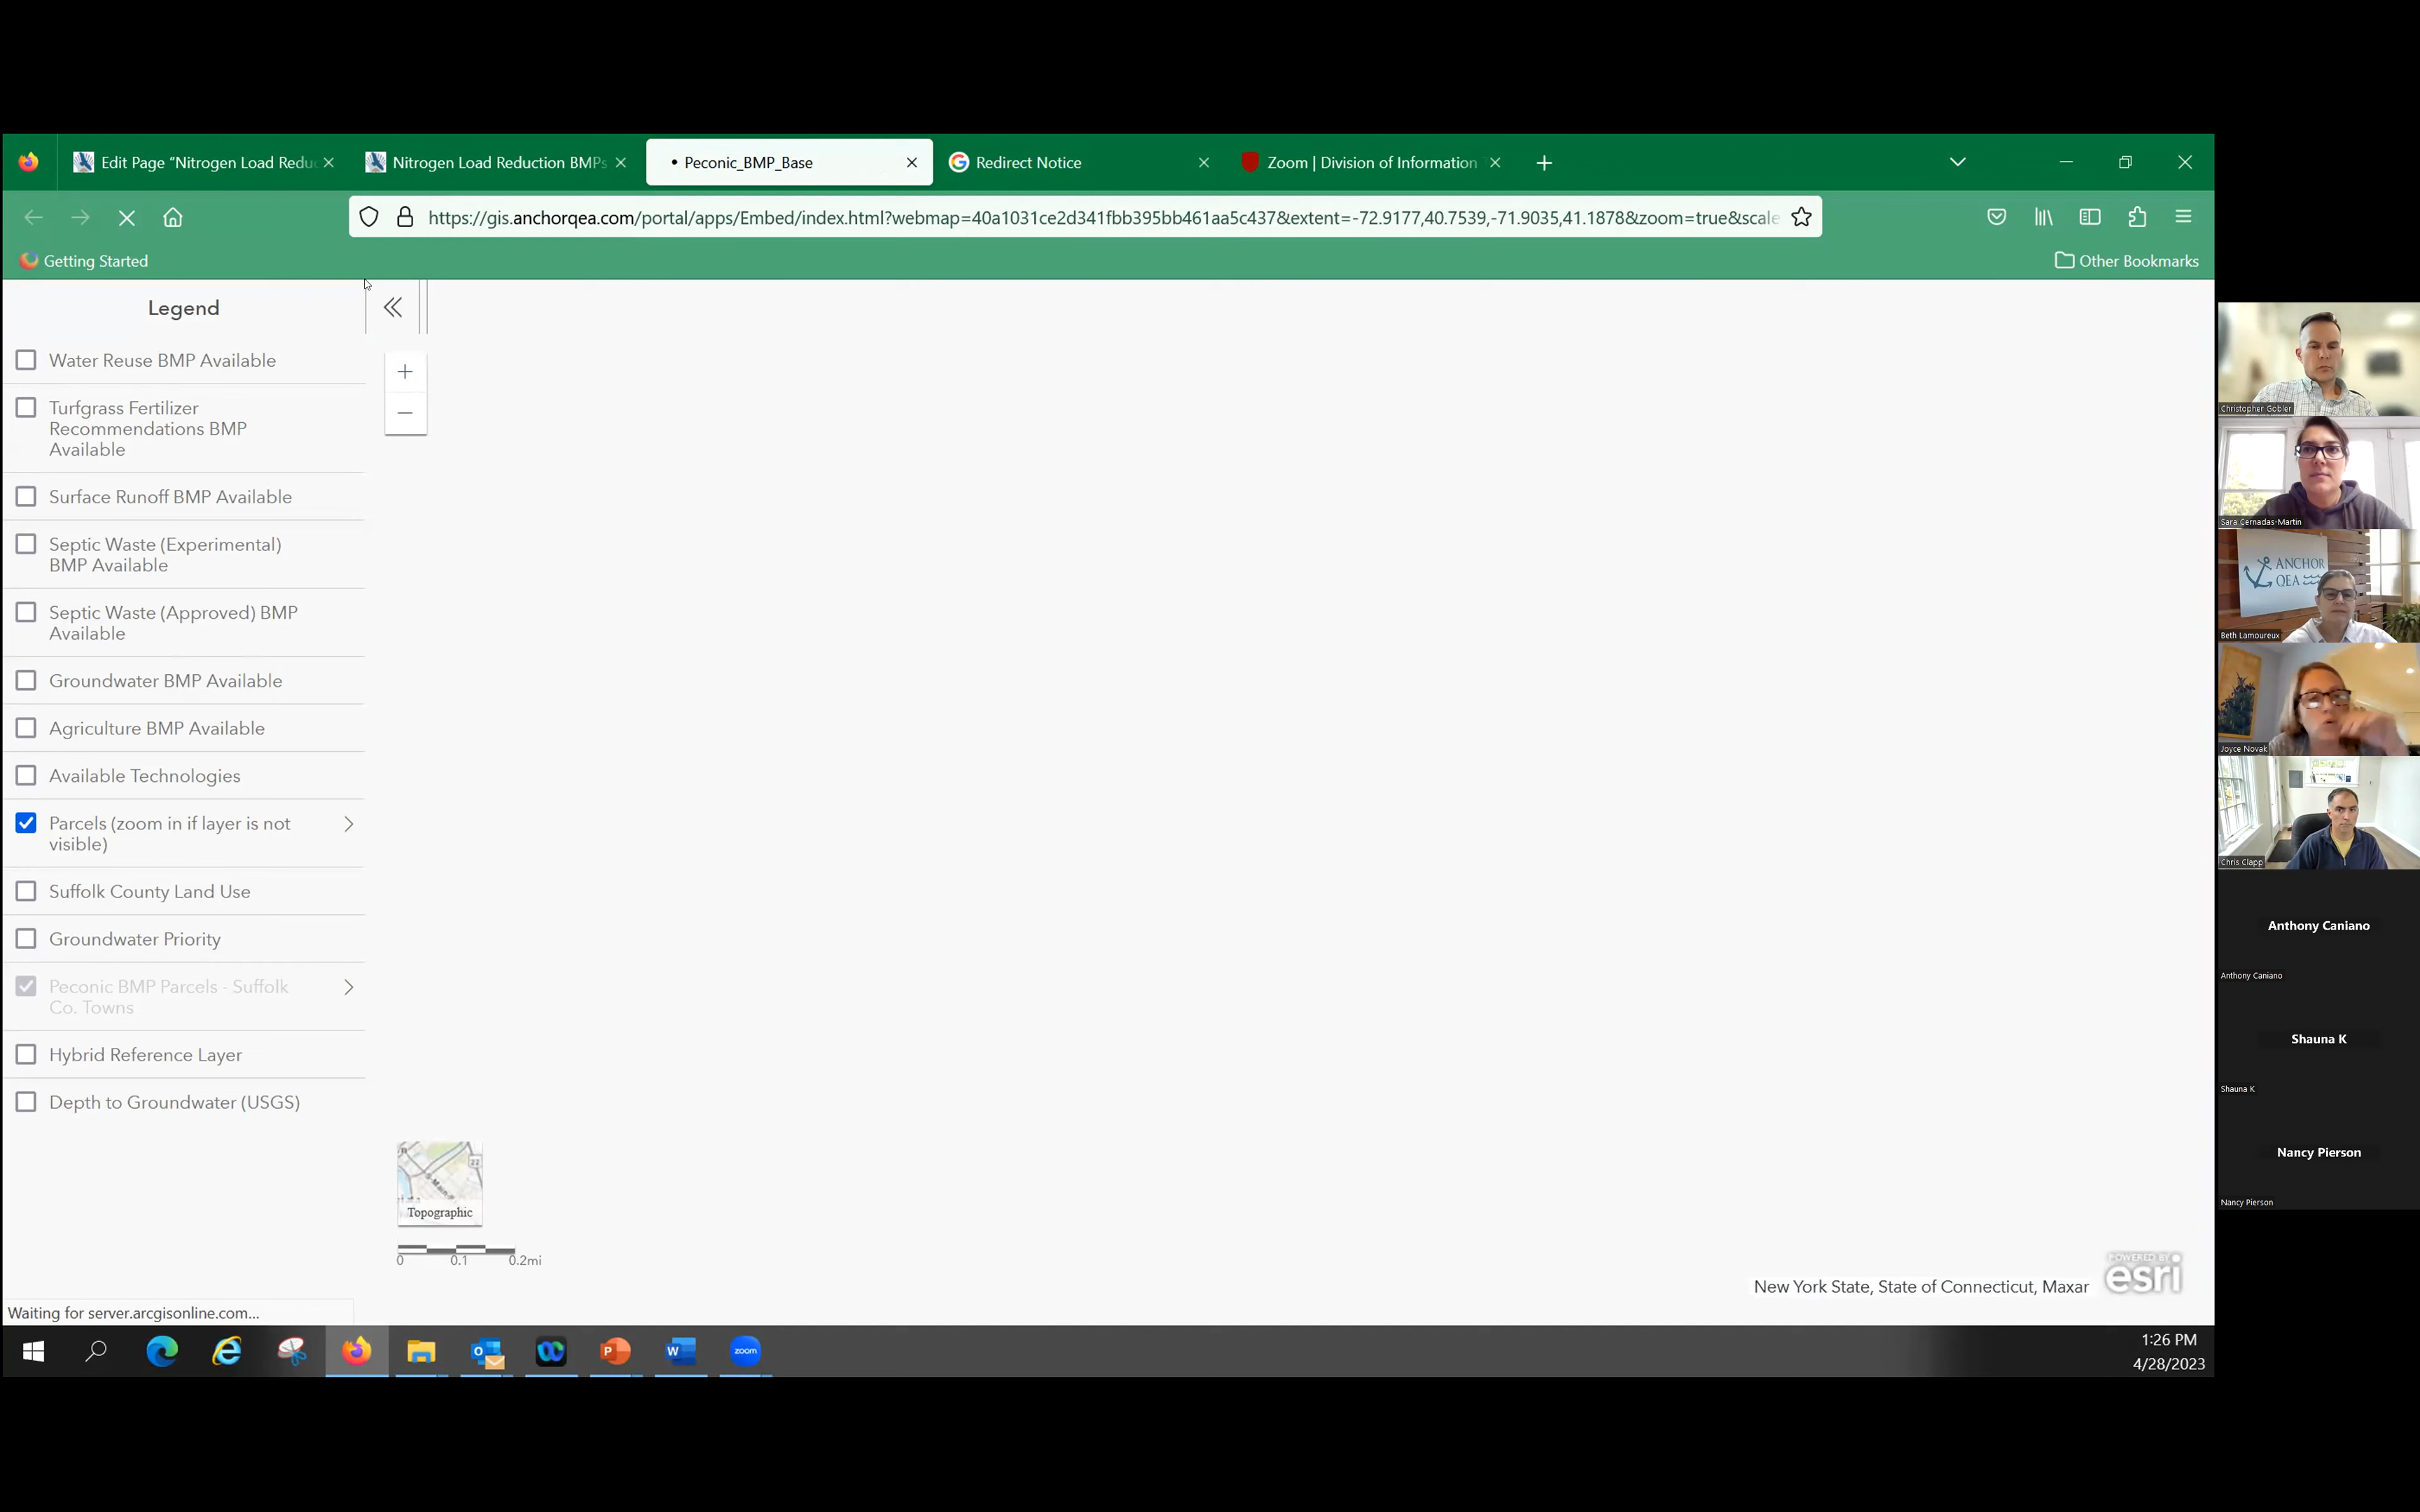 Edit Page “Nitrogen Load Reduc
Nitrogen Load Reduction BMPs
• Peconic_BMP_Base
Redirect Notice
Zoom | Division of Information
https://gis.anchorqea.com/portal/apps/Embed/index.html?webmap=40a1031ce2d341fbb395bb461aa5c437&extent=-72.9177,40.7539,-71.9035,41.1878&zoom=true&scale
Getting Started
Other Bookmarks
Legend
Water Reuse BMP Available
Turfgrass Fertilizer
Recommendations BMP
Available
Surface Runoff BMP Available
Septic Waste (Experimental)
BMP Available
Septic Waste (Approved) BMP
Available
Groundwater BMP Available
Agriculture BMP Available
Available Technologies
Parcels (zoom in if layer is not
visible)
Suffolk County Land Use
Groundwater Priority
Peconic BMP Parcels - Suffolk
Co. Towns
Hybrid Reference Layer
Depth to Groundwater (USGS)
22
Topographic
0 0.1 0.2mi
New York State, State of Connecticut, Maxar
POWERED BY
esri
Waiting for server.arcgisonline.com...
zoom
1:26 PM
4/28/2023
Christopher Gobler
Sara Cernadas-Martin
ANCHOR
QEA
Beth Lamoureux
Joyce Novak
Chris Clapp
Anthony Caniano
Anthony Caniano
Shauna K
Shauna K
Nancy Pierson
Nancy Pierson